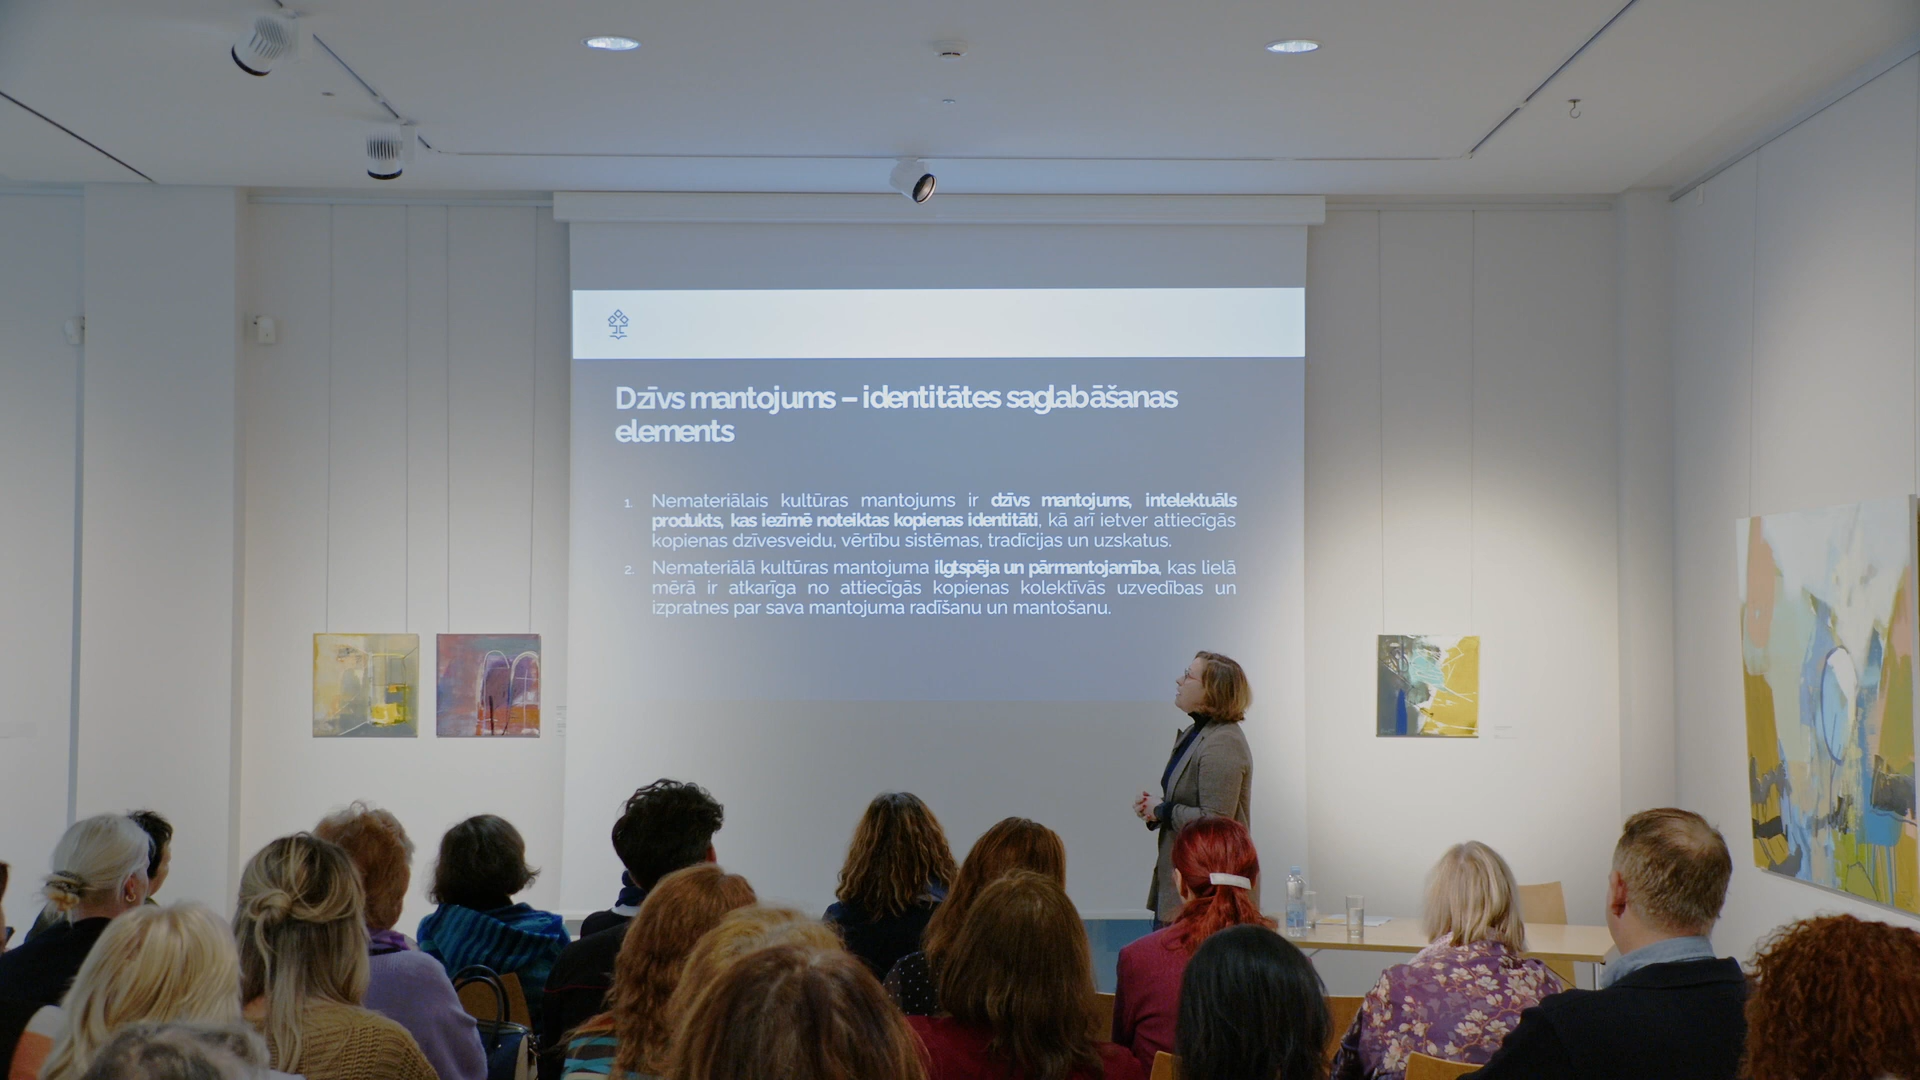 Dzīvs mantojums – identitātes saglabāšanas
elements
1. Nemateriālais kultūras mantojums ir dzīvs mantojums, intelektuāls
produkts, kas iezīmē noteiktas kopienas identitāti, kā arī ietver attiecīgās
kopienas dzīvesveidu, vērtību sistēmas, tradīcijas un uzskatus.
2. Nemateriālā kultūras mantojuma ilgtspēja un pārmantojamība, kas lielā
mērā ir atkarīga no attiecīgās kopienas kolektīvās uzvedības un
izpratnes par sava mantojuma radīšanu un mantošanu.